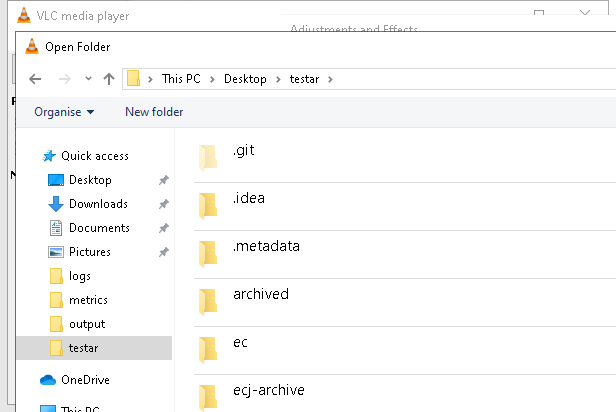 VLC media player
Adjustments and Effects
Open Folder
This PC > Desktop > testar >
Organise New folder
Quick access
Desktop
Downloads
Documents
Pictures
logs
metrics
output
testar
OneDrive
This PC
.git
.idea
.metadata
archived
ec
ecj-archive